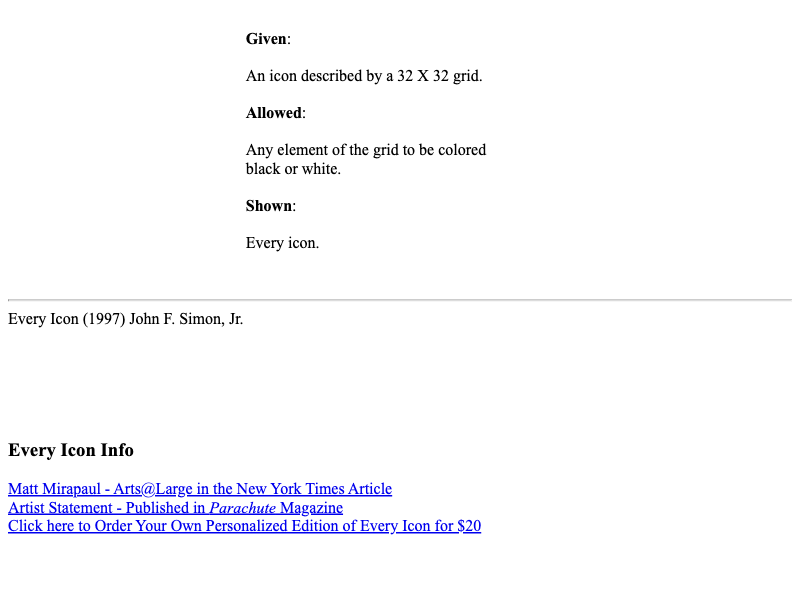 Given:
An icon described by a 32 X 32 grid.
Allowed:
Any element of the grid to be colored
black or white.
Shown:
Every icon.
Every Icon (1997) John F. Simon, Jr.
Every Icon Info
Matt Mirapaul - Arts@Large in the New York Times Article
Artist Statement - Published in Parachute Magazine
Click here to Order Your Own Personalized Edition of Every Icon for $20